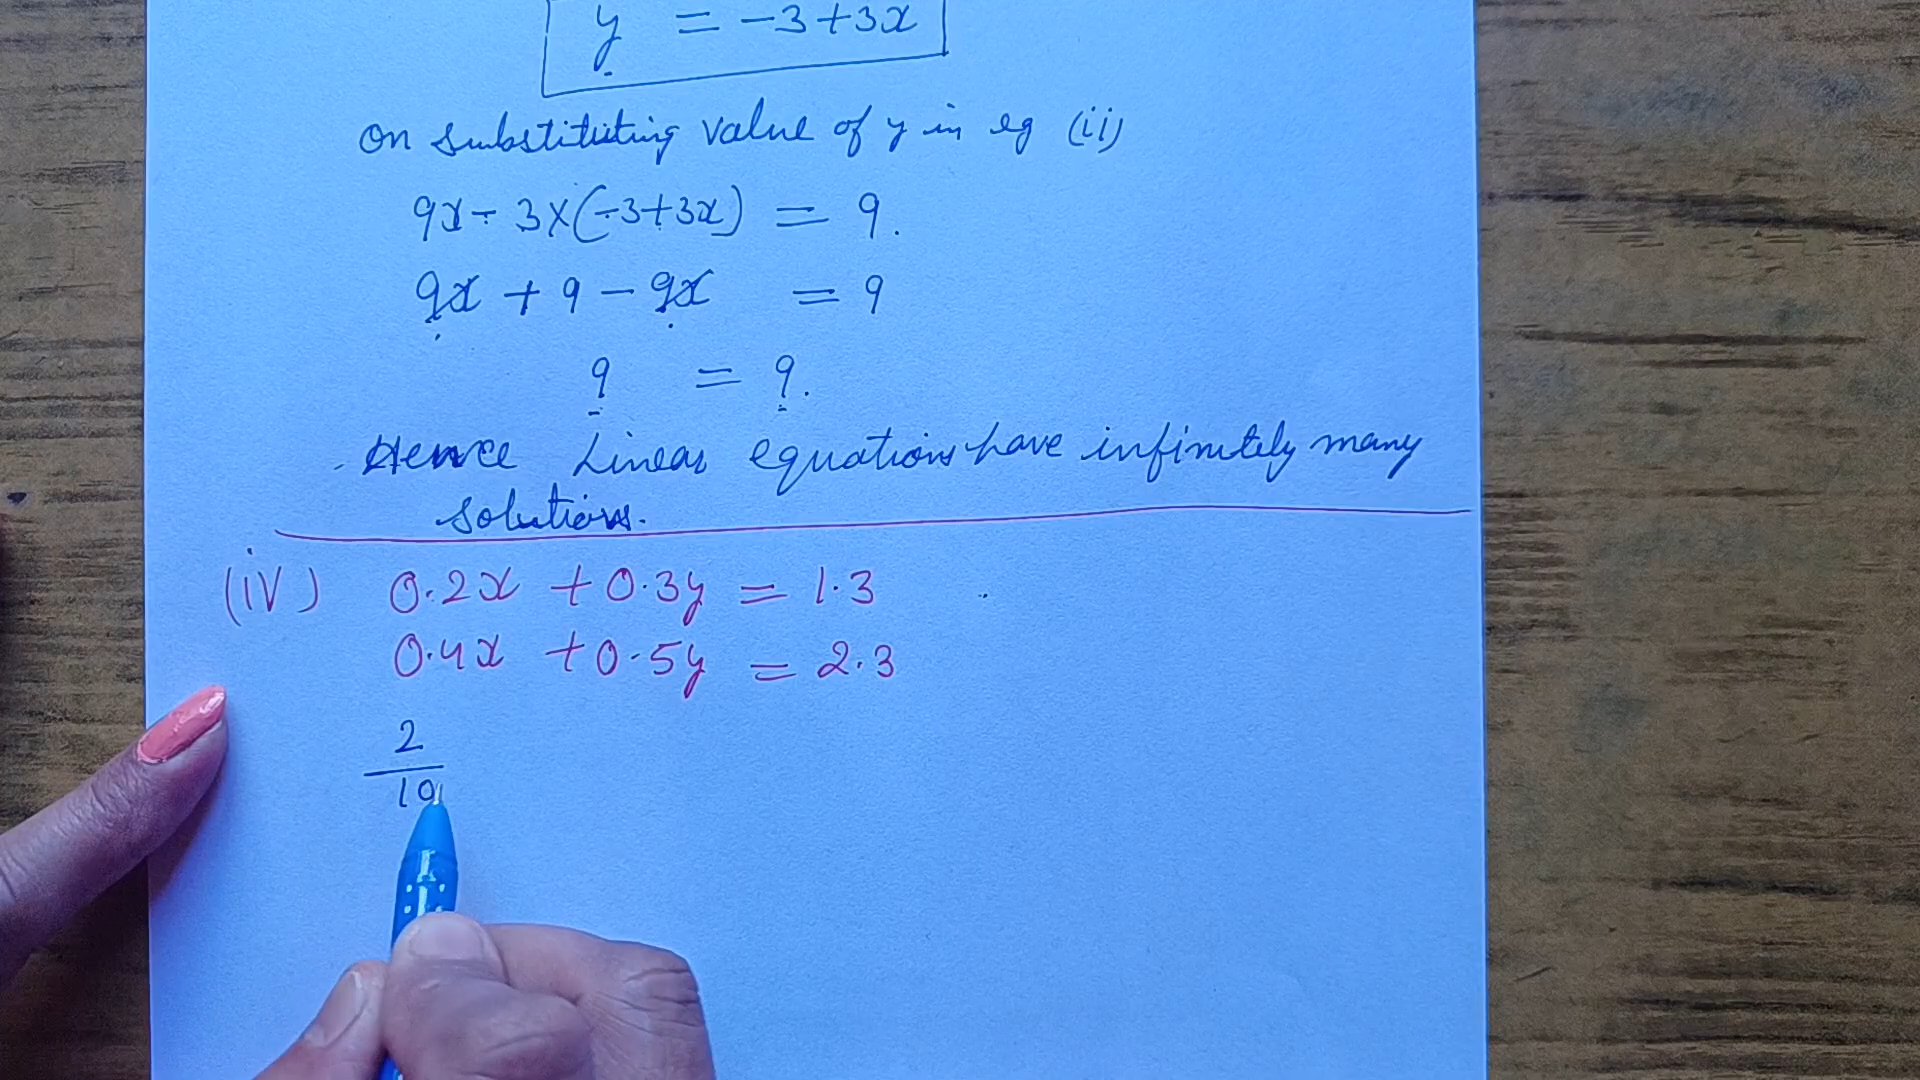 y = -3+3x
On substituting value of y in eq (ii)
9x - 3x(-3+3x) = 9.
9x + 9 - 9x = 9
9 = 9.
Hence Linear equations have infinitely many
solutions.
(iv) 0.2x + 0.3y = 1.3
0.4x + 0.5y = 2.3
2
10